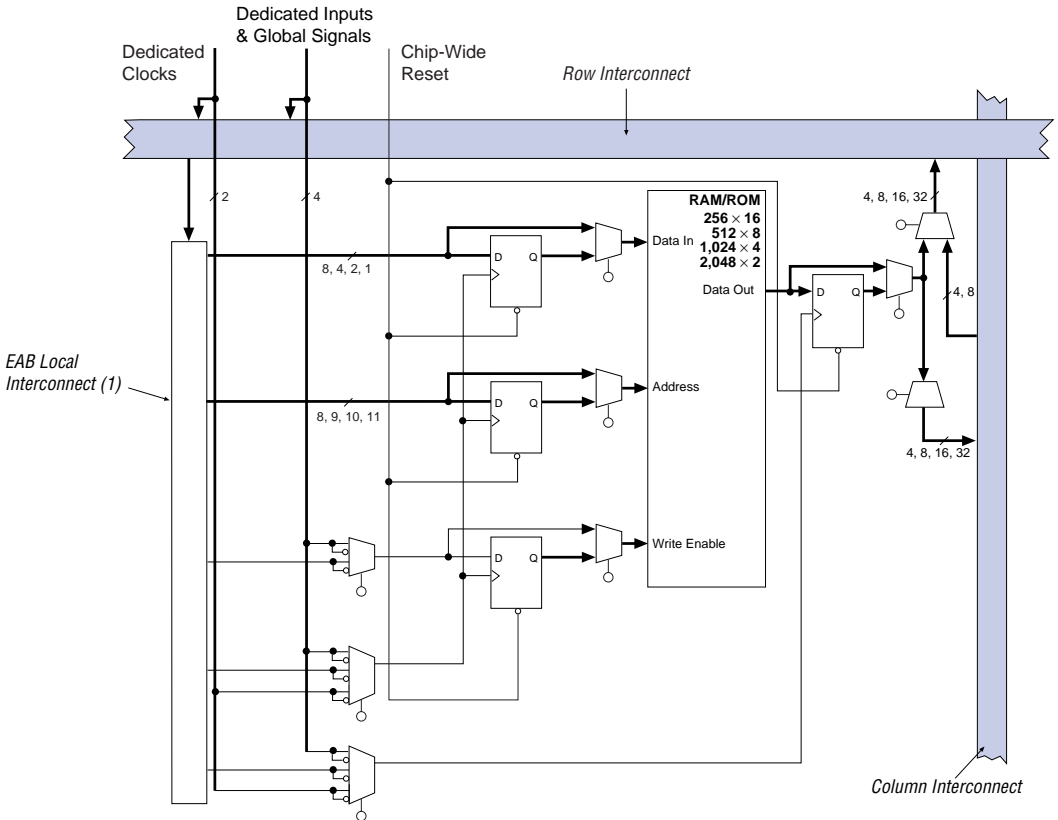 Dedicated Inputs
& Global Signals
Dedicated
Clocks
Chip-Wide
Reset
Row Interconnect
2
4
RAM/ROM
256 × 16
512 × 8
1,024 × 4
2,048 × 2
4, 8, 16, 32
Data In
D
Q
8, 4, 2, 1
Data Out
D
Q
4, 8
EAB Local
Interconnect (1)
Address
D
Q
8, 9, 10, 11
4, 8, 16, 32
Write Enable
D
Q
Column Interconnect